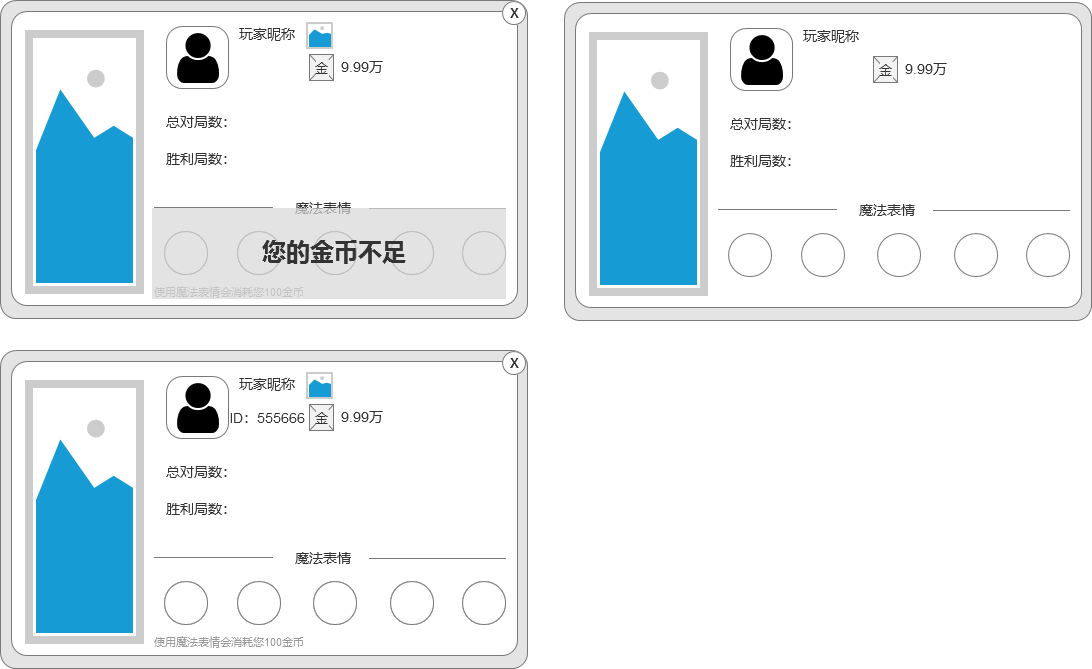 X
玩家昵称
金 9.99万
总对局数：
胜利局数：
魔法表情
您的金币不足
使用魔法表情会消耗您100金币
玩家昵称
金 9.99万
总对局数：
胜利局数：
魔法表情
X
玩家昵称
ID：555666 金 9.99万
总对局数：
胜利局数：
魔法表情
使用魔法表情会消耗您100金币